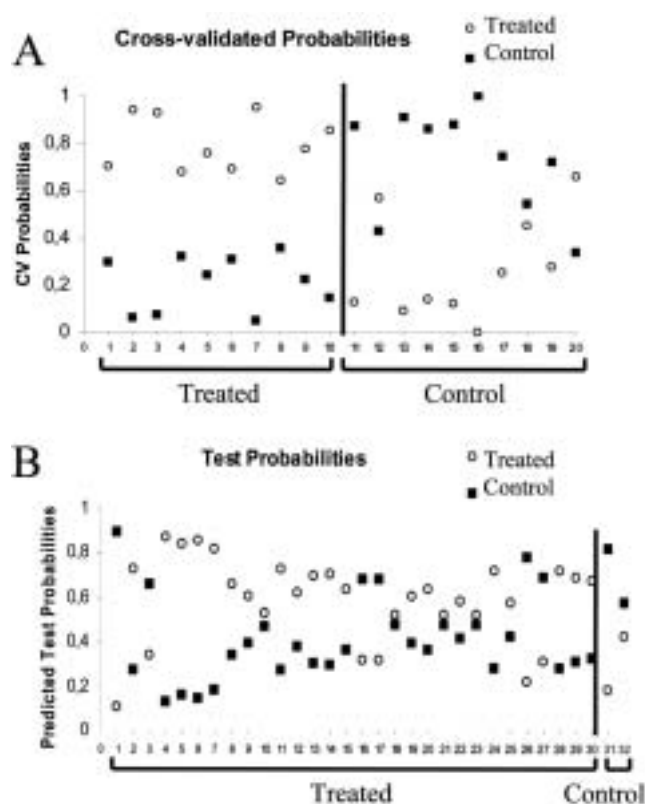 A
Cross-validated Probabilities
Treated
Control
CV Probabilities
1
0,8
0,6
0,4
0,2
0
0 1 2 3 4 5 6 7 8 9 10 11 12 13 14 15 16 17 18 19 20
Treated Control
B
Test Probabilities
Treated
Control
Predicted Test Probabilities
1
0,8
0,6
0,4
0,2
0
0 1 2 3 4 5 6 7 8 9 10 11 12 13 14 15 16 17 18 19 20 21 22 23 24 25 26 27 28 29 30 31 32
Treated Control